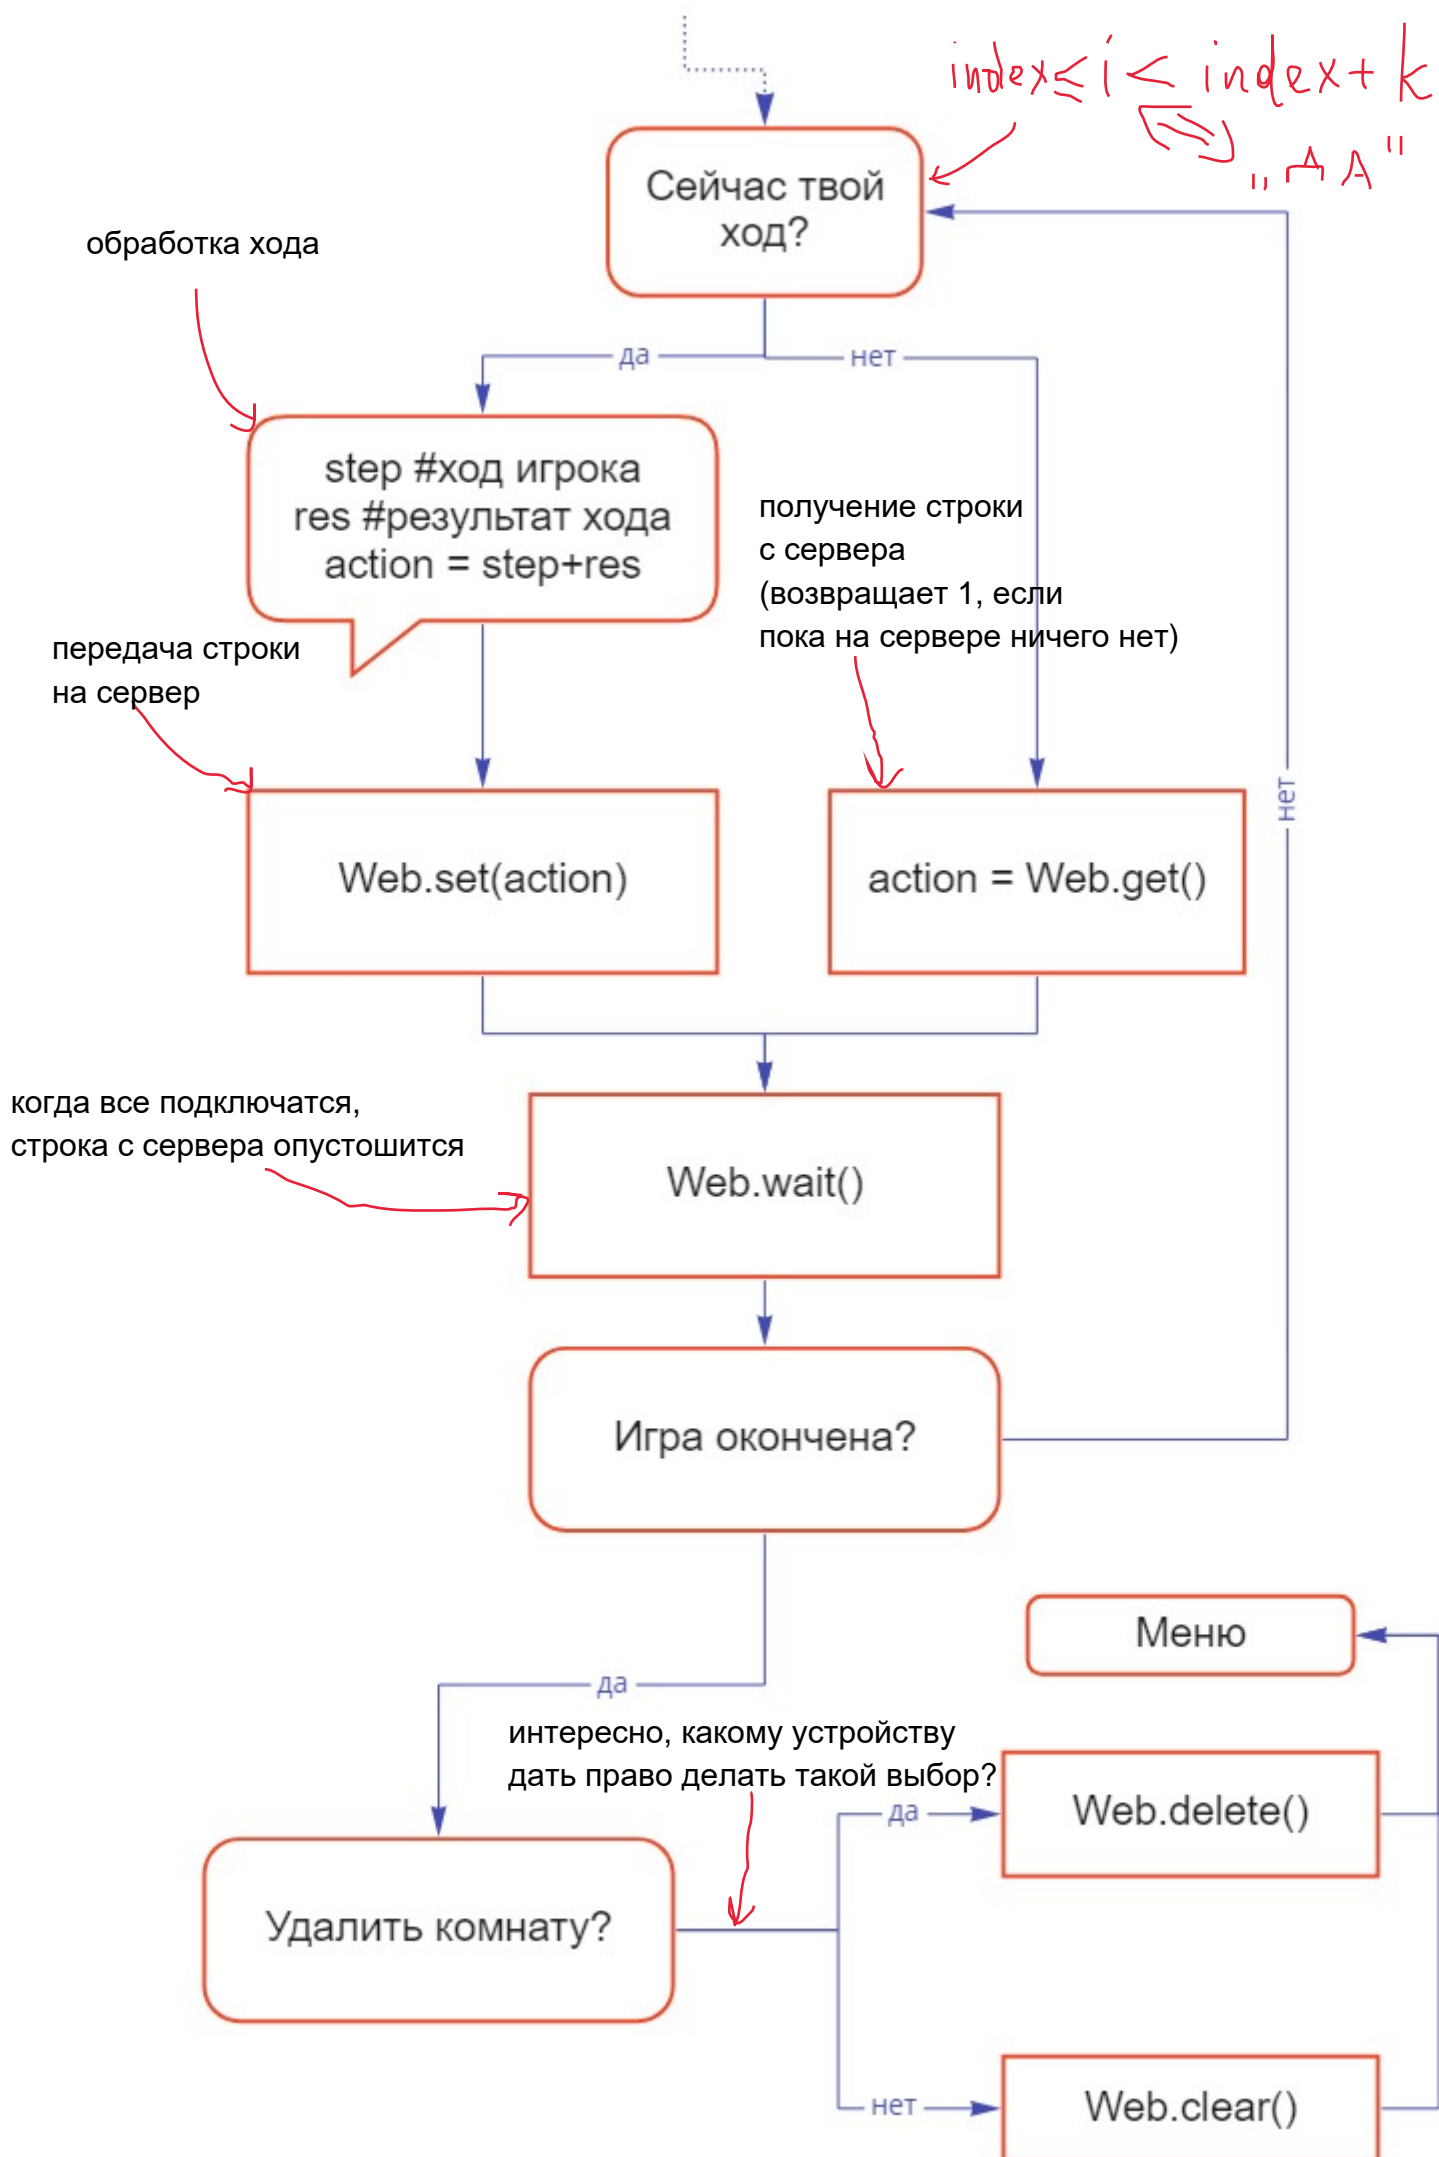 index ≤ i < index + k
⇔
„ДА"
Сейчас твой
ход?
обработка хода
да
нет
step #ход игрока
res #результат хода
action = step+res
получение строки
с сервера
(возвращает 1, если
пока на сервере ничего нет)
передача строки
на сервер
нет
Web.set(action)
action = Web.get()
когда все подключатся,
строка с сервера опустошится
Web.wait()
Игра окончена?
Меню
да
интересно, какому устройству
дать право делать такой выбор?
да
Web.delete()
Удалить комнату?
нет
Web.clear()